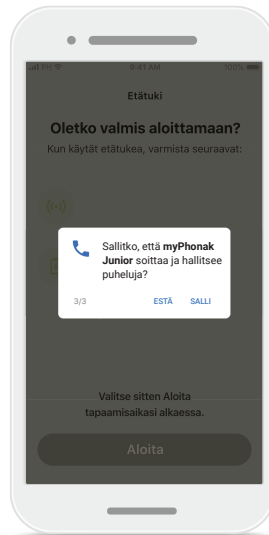 9:41 AM
100%
Etätuki
Oletko valmis aloittamaan?
Kun käytät etätukea, varmista seuraavat:
Sallitko, että myPhonak
Junior soittaa ja hallitsee
puheluja?
3/3 ESTÄ SALLI
Valitse sitten Aloita
tapaamisaikasi alkaessa.
Aloita